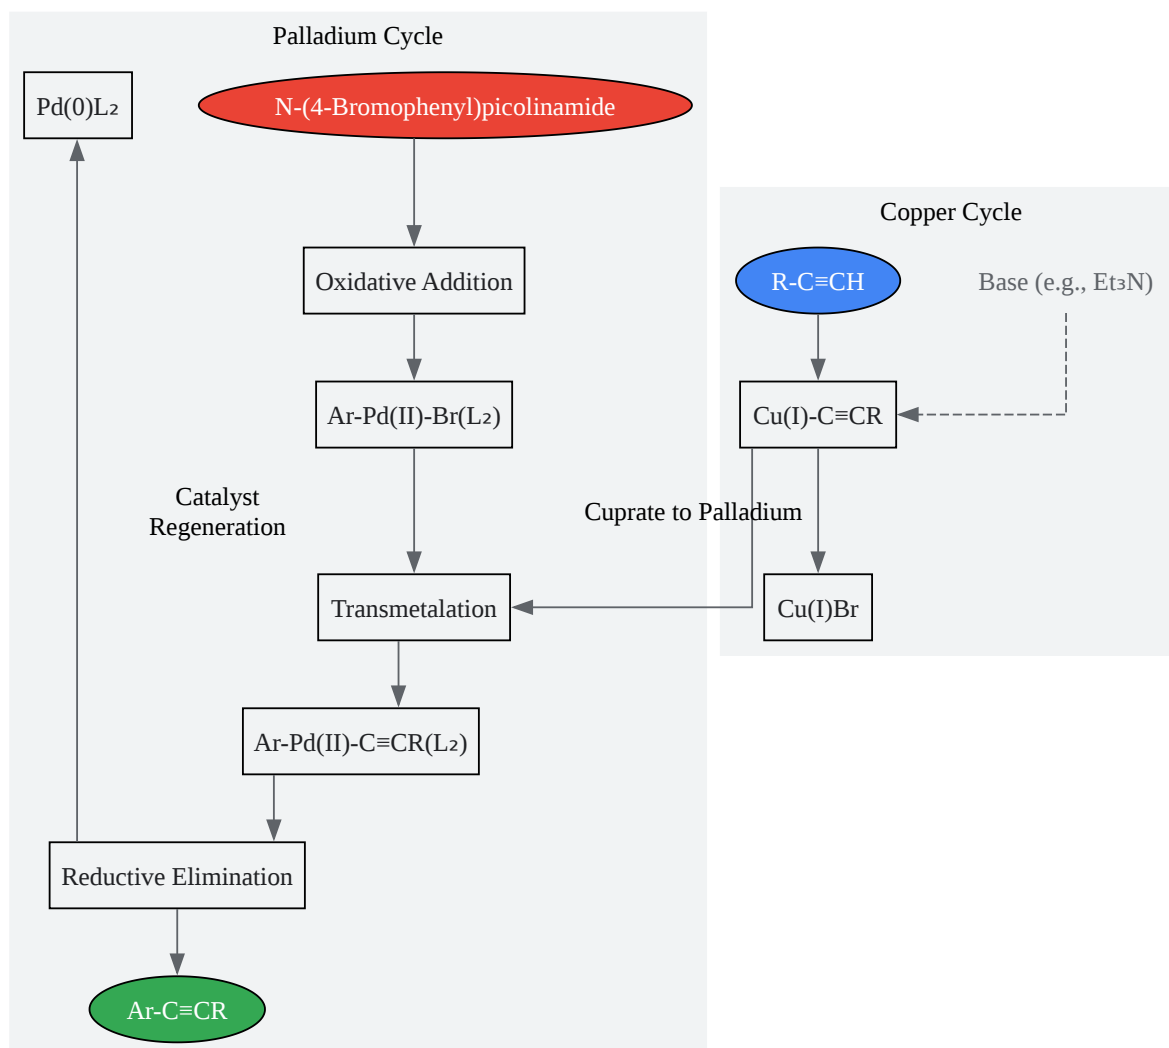 Palladium Cycle
Pd(0)L₂
N-(4-Bromophenyl)picolinamide
Copper Cycle
Oxidative Addition
R-C≡CH
Base (e.g., Et₃N)
Ar-Pd(II)-Br(L₂)
Cu(I)-C≡CR
Catalyst
Regeneration
Cuprate to Palladium
Transmetalation
Cu(I)Br
Ar-Pd(II)-C≡CR(L₂)
Reductive Elimination
Ar-C≡CR